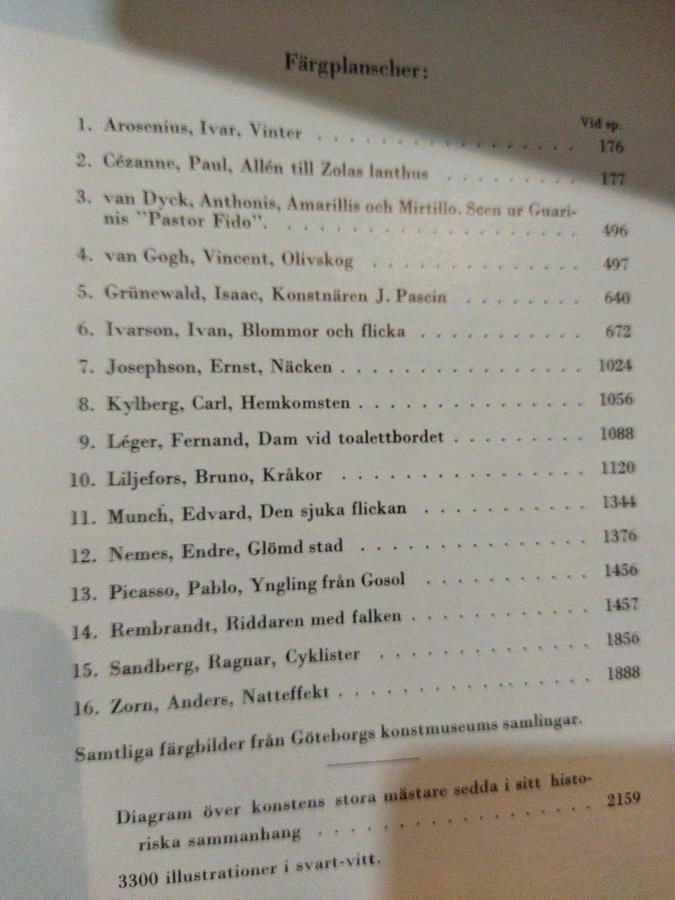 Färgplanscher:
Vid sp.
1. Arosenius, Ivar, Vinter . . . . . . . . . . . . . . . 176
2. Cézanne, Paul, Allén till Zolas lanthus . . . . . . . . 177
3. van Dyck, Anthonis, Amarillis och Mirtillo. Scen ur Guari-
nis "Pastor Fido". . . . . . . . . . . . . . . . . . 496
4. van Gogh, Vincent, Olivskog . . . . . . . . . . . . 497
5. Grünewald, Isaac, Konstnären J. Pascin . . . . . . . 640
6. Ivarson, Ivan, Blommor och flicka . . . . . . . . . . 672
7. Josephson, Ernst, Näcken . . . . . . . . . . . . . . 1024
8. Kylberg, Carl, Hemkomsten . . . . . . . . . . . . . 1056
9. Léger, Fernand, Dam vid toalettbordet . . . . . . . . 1088
10. Liljefors, Bruno, Kråkor . . . . . . . . . . . . . . 1120
11. Munch, Edvard, Den sjuka flickan . . . . . . . . . . 1344
12. Nemes, Endre, Glömd stad . . . . . . . . . . . . . 1376
13. Picasso, Pablo, Yngling från Gosol . . . . . . . . . 1456
14. Rembrandt, Riddaren med falken . . . . . . . . . . 1457
15. Sandberg, Ragnar, Cyklister . . . . . . . . . . . . 1856
16. Zorn, Anders, Natteffekt . . . . . . . . . . . . . . 1888
Samtliga färgbilder från Göteborgs konstmuseums samlingar.
Diagram över konstens stora mästare sedda i sitt histo-
riska sammanhang . . . . . . . . . . . . . . . . 2159
3300 illustrationer i svart-vitt.